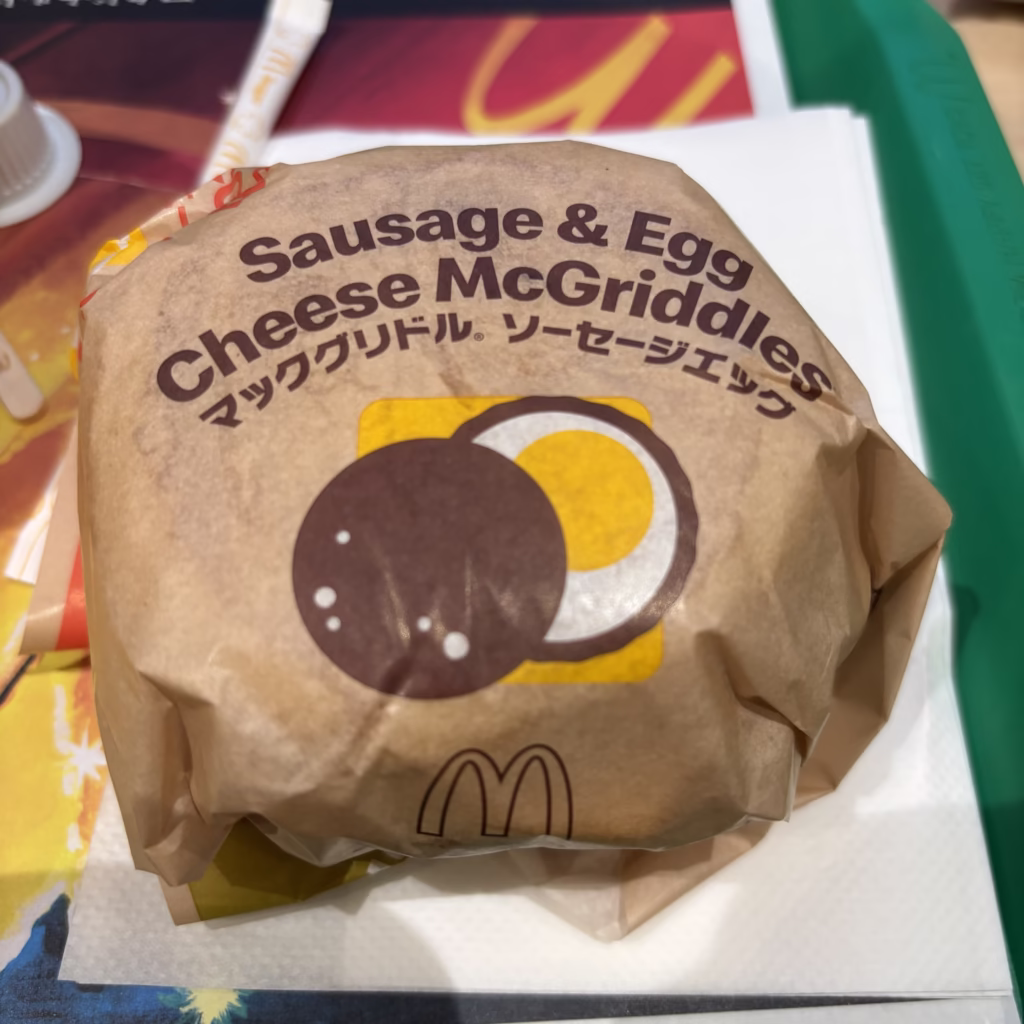 Sausage & Egg
Cheese McGriddles
マックグリドル® ソーセージエッグ